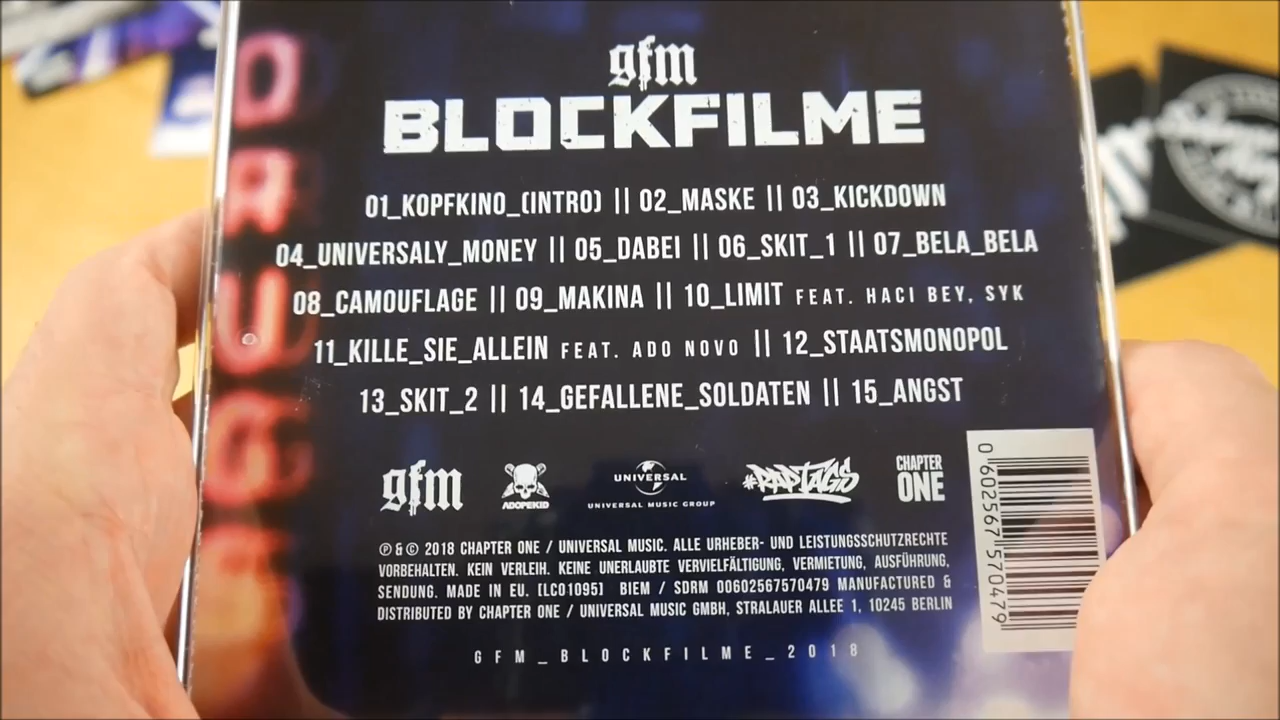 gfm
BLOCKFILME
01_KOPFKINO_(INTRO) || 02_MASKE || 03_KICKDOWN
04_UNIVERSALY_MONEY || 05_DABEI || 06_SKIT_1 || 07_BELA_BELA
08_CAMOUFLAGE || 09_MAKINA || 10_LIMIT FEAT. HACI BEY, SYK
11_KILLE_SIE_ALLEIN FEAT. ADO NOVO || 12_STAATSMONOPOL
13_SKIT_2 || 14_GEFALLENE_SOLDATEN || 15_ANGST
gfm ADOPEKID UNIVERSAL UNIVERSAL MUSIC GROUP #RAPTAGS CHAPTER ONE
℗ & © 2018 CHAPTER ONE / UNIVERSAL MUSIC. ALLE URHEBER- UND LEISTUNGSSCHUTZRECHTE
VORBEHALTEN. KEIN VERLEIH. KEINE UNERLAUBTE VERVIELFÄLTIGUNG, VERMIETUNG, AUSFÜHRUNG,
SENDUNG. MADE IN EU. [LC01095] BIEM / SDRM 00602567570479 MANUFACTURED &
DISTRIBUTED BY CHAPTER ONE / UNIVERSAL MUSIC GMBH, STRALAUER ALLEE 1, 10245 BERLIN
GFM_BLOCKFILME_2018
0 602567 570479
DRUGS